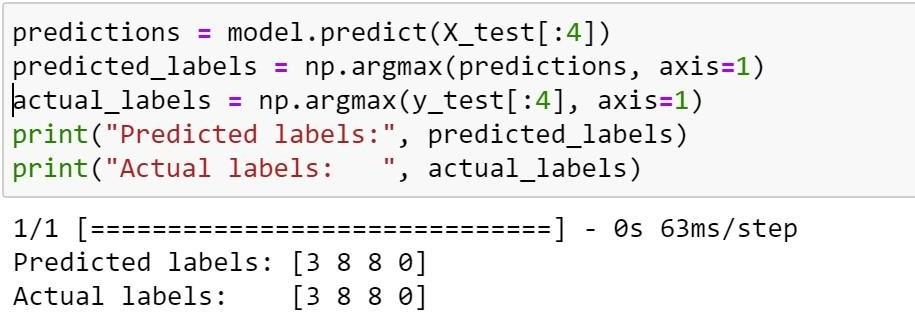 predictions = model.predict(X_test[:4])
predicted_labels = np.argmax(predictions, axis=1)
actual_labels = np.argmax(y_test[:4], axis=1)
print("Predicted labels:", predicted_labels)
print("Actual labels:   ", actual_labels)
1/1 [==============================] - 0s 63ms/step
Predicted labels: [3 8 8 0]
Actual labels:    [3 8 8 0]